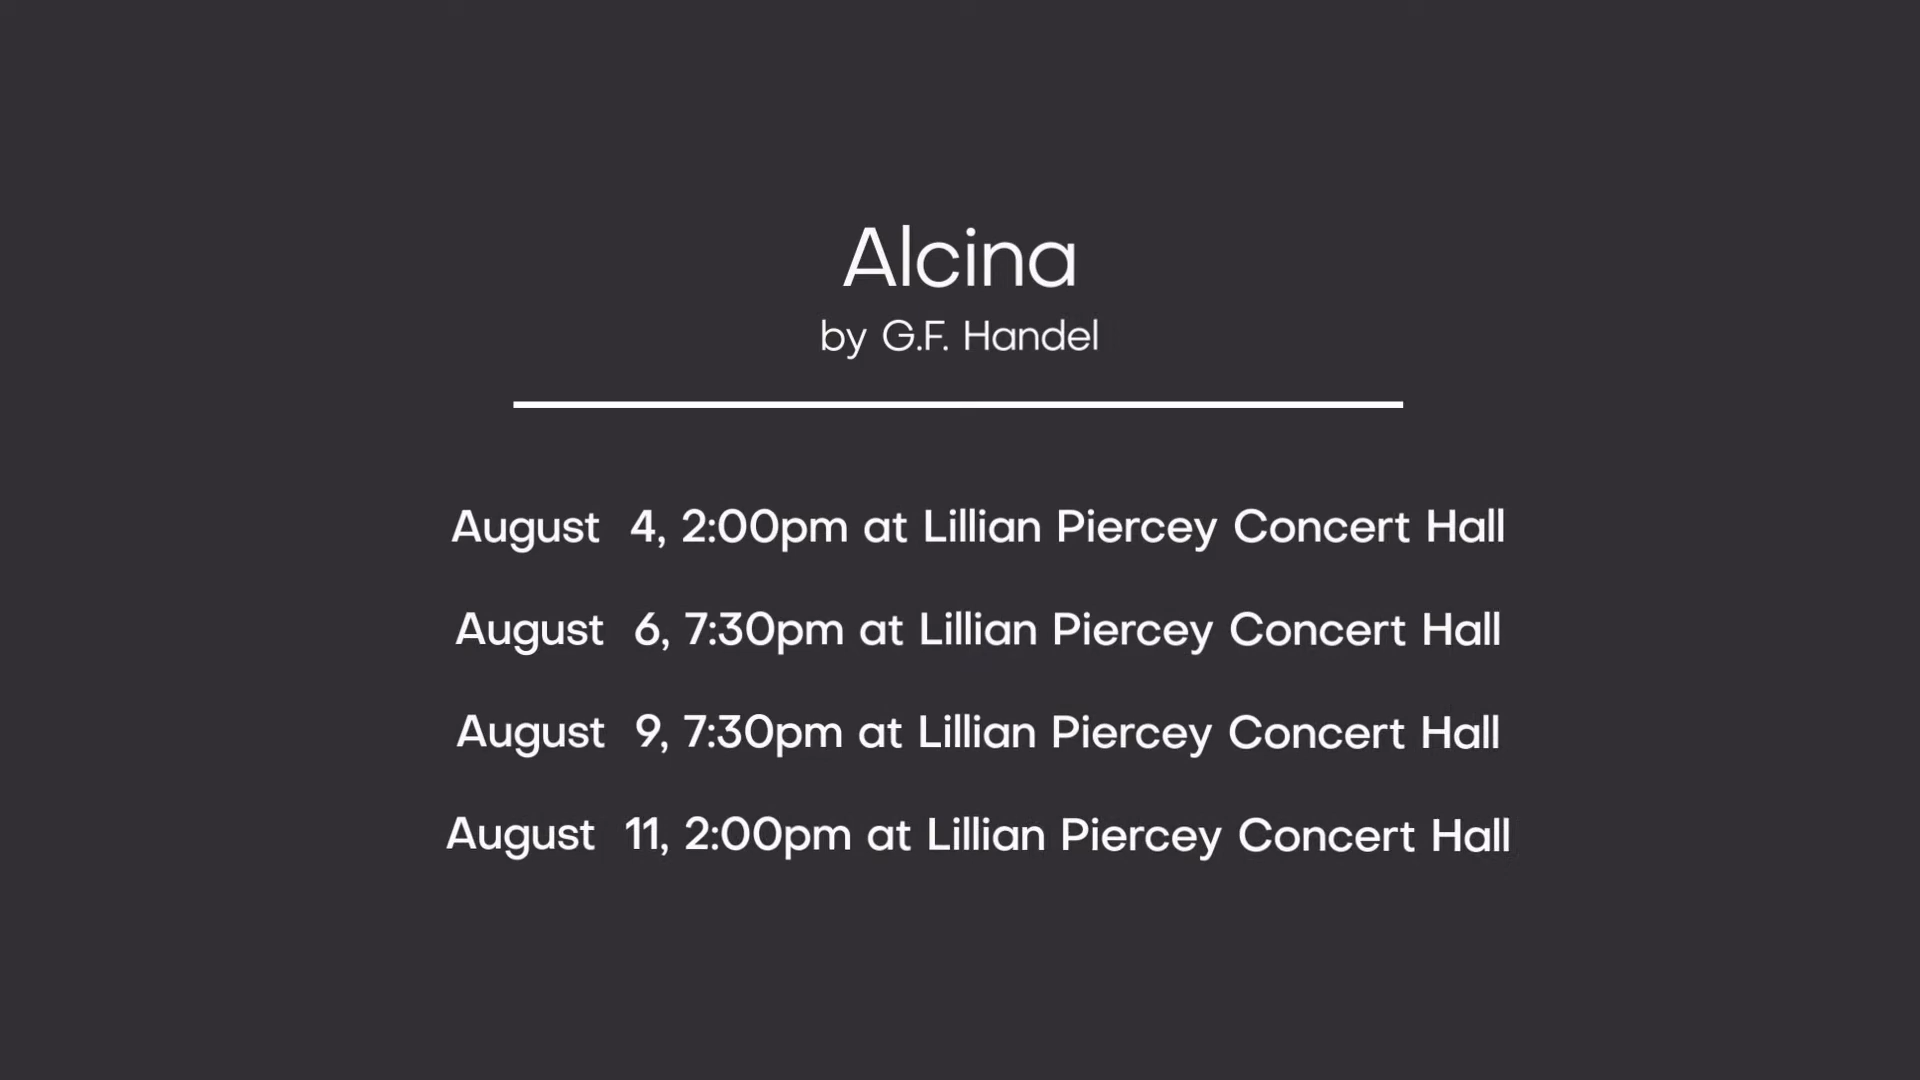 Alcina
by G.F. Handel
August 4, 2:00pm at Lillian Piercey Concert Hall
August 6, 7:30pm at Lillian Piercey Concert Hall
August 9, 7:30pm at Lillian Piercey Concert Hall
August 11, 2:00pm at Lillian Piercey Concert Hall